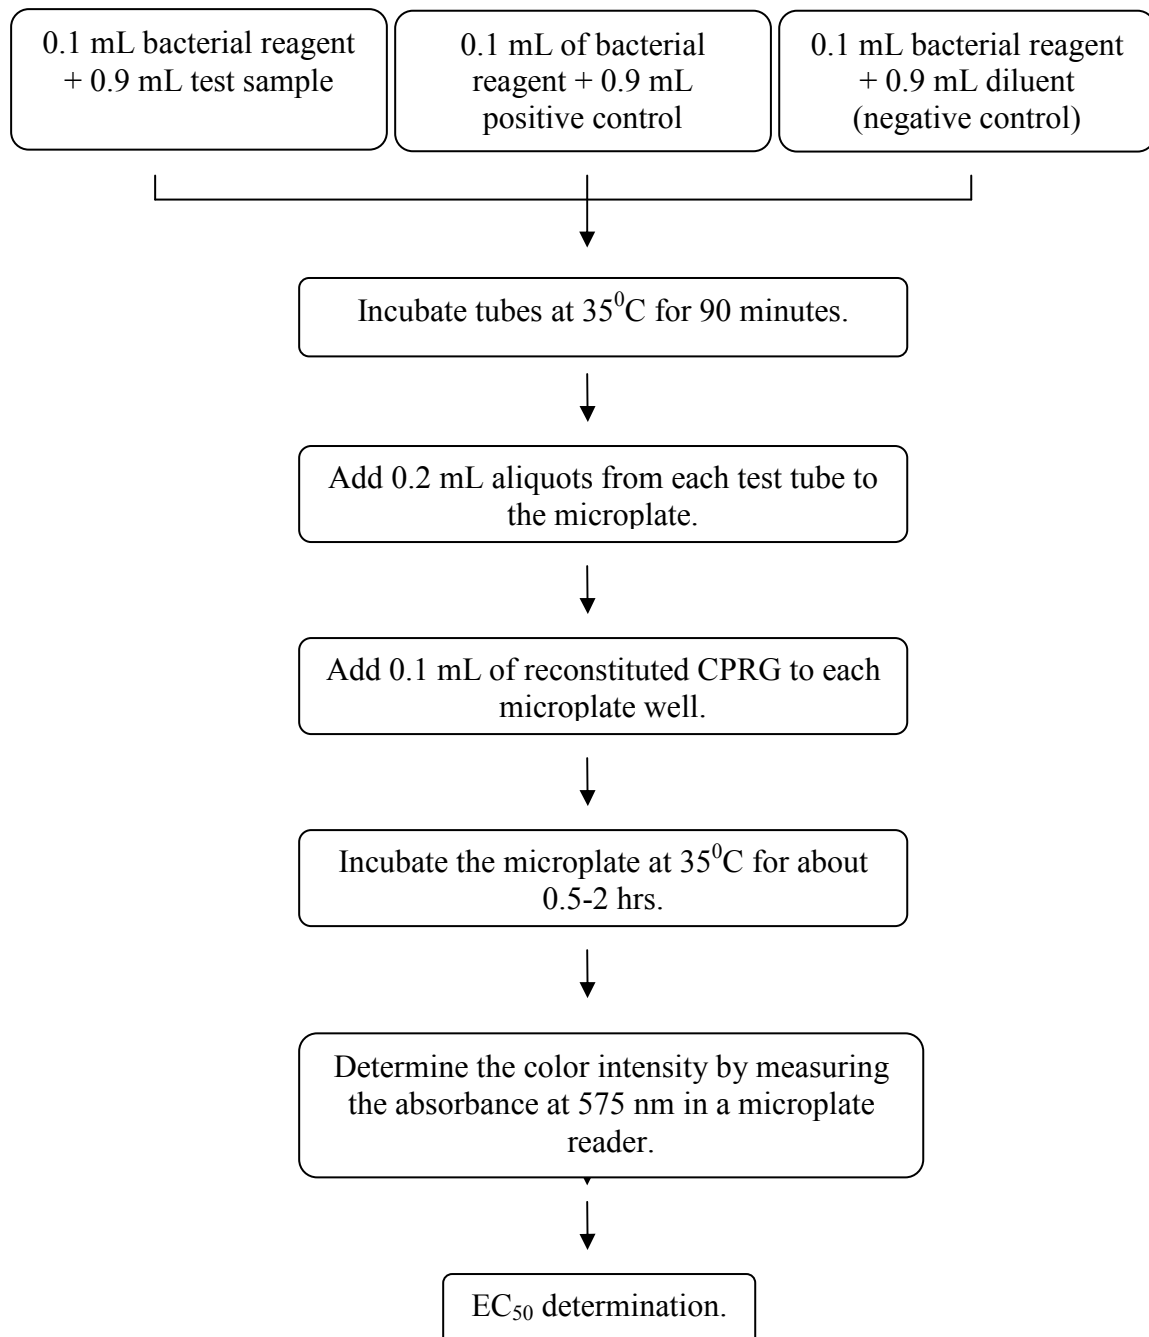 0.1 mL bacterial reagent
+ 0.9 mL test sample
0.1 mL of bacterial
reagent + 0.9 mL
positive control
0.1 mL bacterial reagent
+ 0.9 mL diluent
(negative control)
Incubate tubes at 35⁰C for 90 minutes.
Add 0.2 mL aliquots from each test tube to
the microplate.
Add 0.1 mL of reconstituted CPRG to each
microplate well.
Incubate the microplate at 35⁰C for about
0.5-2 hrs.
Determine the color intensity by measuring
the absorbance at 575 nm in a microplate
reader.
EC₅₀ determination.